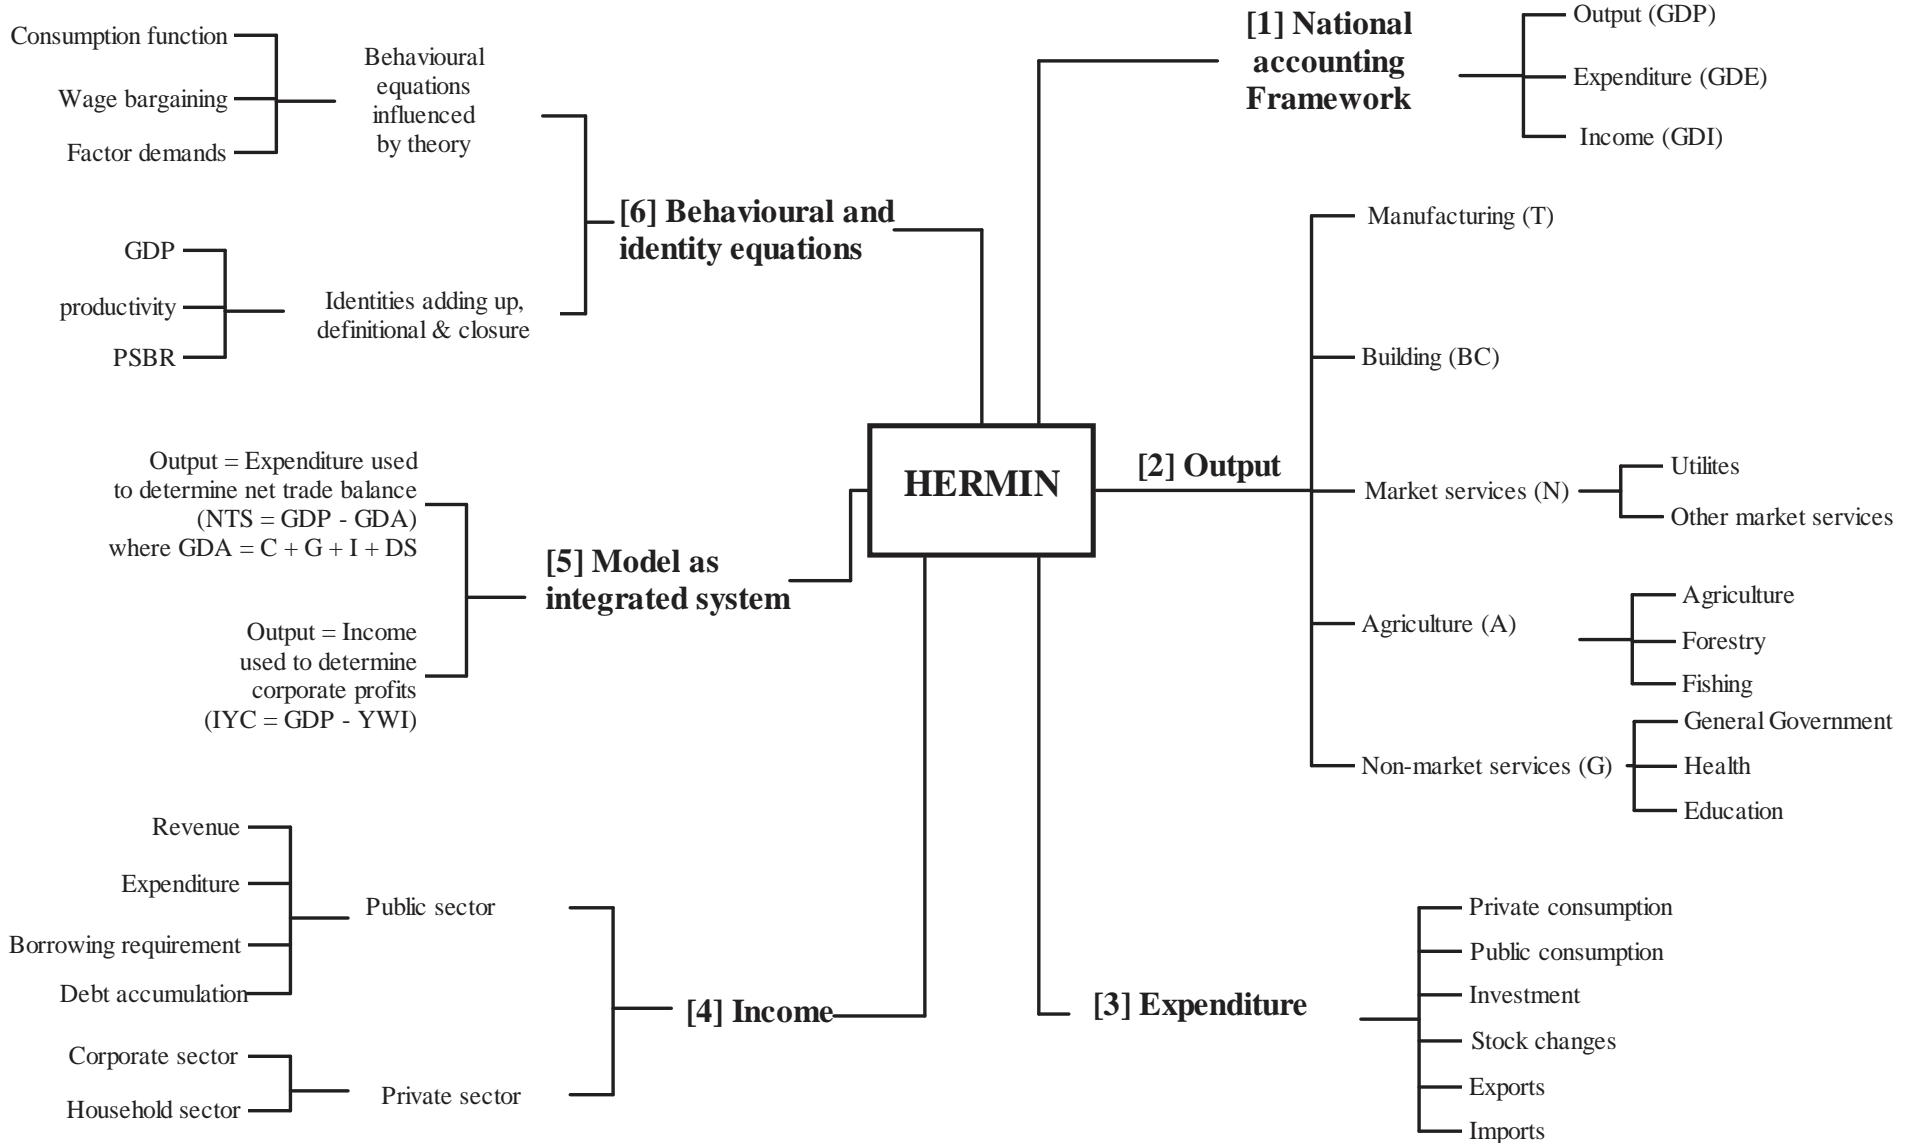 HERMIN
[1] National
accounting
Framework
Output (GDP)
Expenditure (GDE)
Income (GDI)
[2] Output
Manufacturing (T)
Building (BC)
Market services (N)
Utilites
Other market services
Agriculture (A)
Agriculture
Forestry
Fishing
Non-market services (G)
General Government
Health
Education
[3] Expenditure
Private consumption
Public consumption
Investment
Stock changes
Exports
Imports
[4] Income
Public sector
Revenue
Expenditure
Borrowing requirement
Debt accumulation
Private sector
Corporate sector
Household sector
[5] Model as
integrated system
Output = Expenditure used
to determine net trade balance
(NTS = GDP - GDA)
where GDA = C + G + I + DS
Output = Income
used to determine
corporate profits
(IYC = GDP - YWI)
[6] Behavioural and
identity equations
Behavioural
equations
influenced
by theory
Consumption function
Wage bargaining
Factor demands
Identities adding up,
definitional & closure
GDP
productivity
PSBR